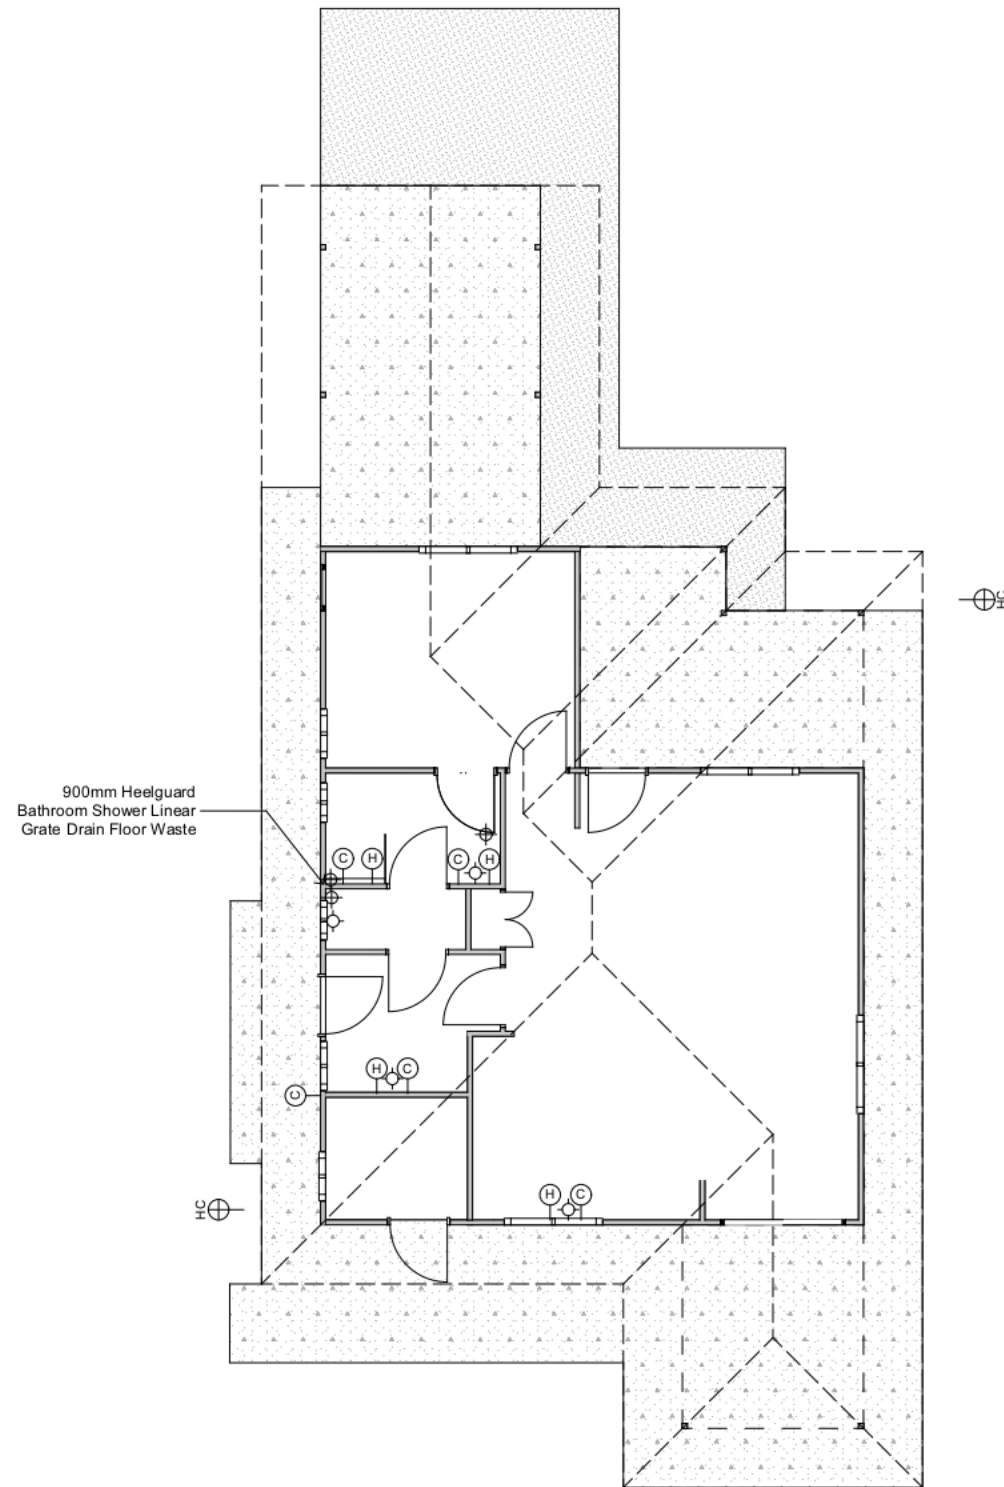 HC
900mm Heelguard
Bathroom Shower Linear
Grate Drain Floor Waste
C H C H
H C
C
H C
HC